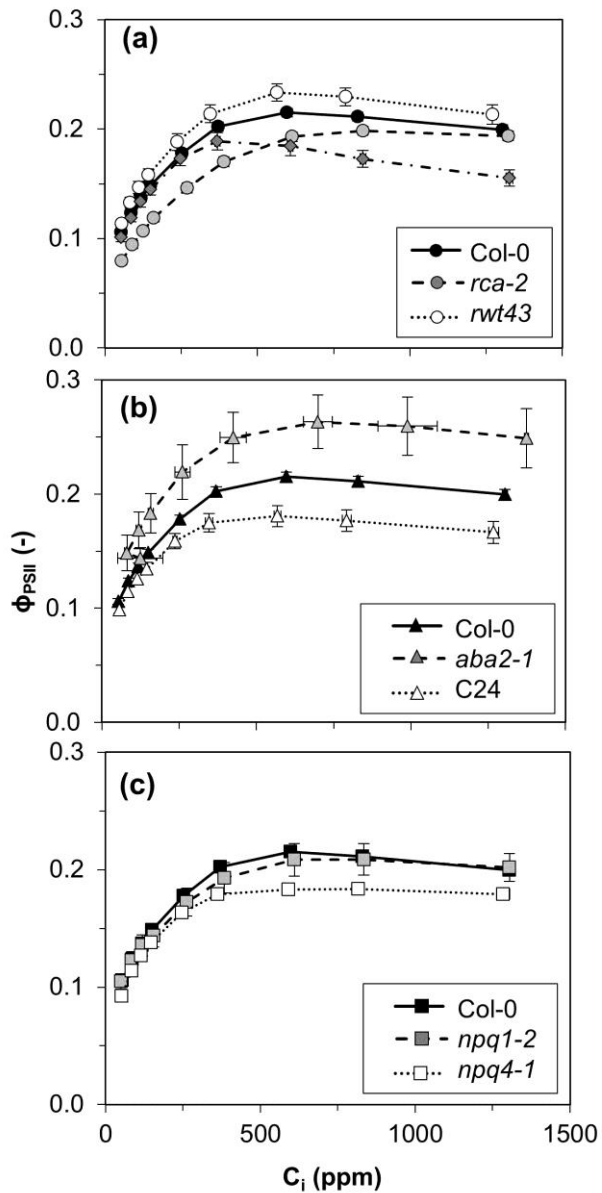 (a)
0.3
0.2
0.1
0.0
Col-0
rca-2
rwt43
(b)
0.3
0.2
0.1
0.0
ϕPSII (-)
Col-0
aba2-1
C24
(c)
0.3
0.2
0.1
0.0
Col-0
npq1-2
npq4-1
0
500
1000
1500
Ci (ppm)